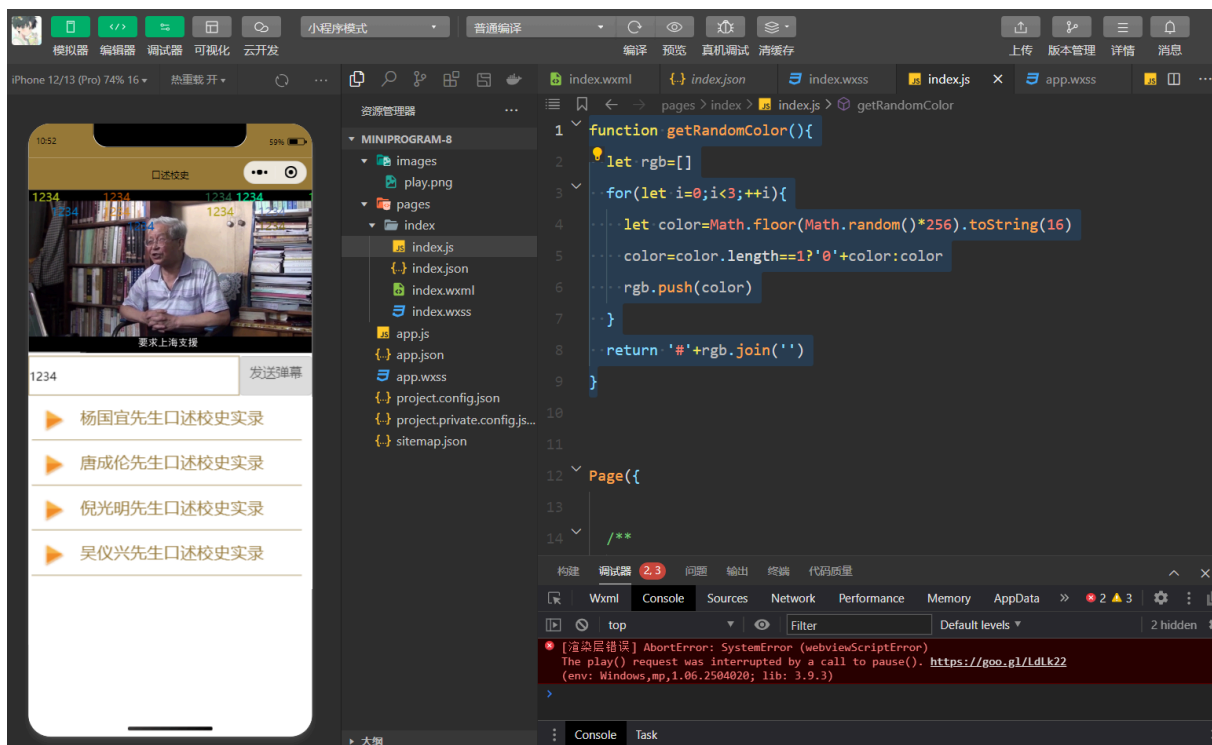 小程序模式 普通编译
模拟器 编辑器 调试器 可视化 云开发 编译 预览 真机调试 清缓存 上传 版本管理 详情 消息
iPhone 12/13 (Pro) 74% 16 热重载 开
index.wxml {..} index.json index.wxss JS index.js × app.wxss JS
资源管理器
pages > index > JS index.js > getRandomColor
MINIPROGRAM-8
images
play.png
pages
index
JS index.js
{..} index.json
index.wxml
index.wxss
JS app.js
{..} app.json
app.wxss
{..} project.config.json
{..} project.private.config.js...
{..} sitemap.json
大纲
10:52 59%
口述校史
1234 1234 1234 1234
1234 1234 1234 1234
1234 1234
要求上海支援
1234 发送弹幕
杨国宜先生口述校史实录
唐成伦先生口述校史实录
倪光明先生口述校史实录
吴仪兴先生口述校史实录
1 function getRandomColor(){
2 let rgb=[]
3 for(let i=0;i<3;++i){
4 let color=Math.floor(Math.random()*256).toString(16)
5 color=color.length==1?'0'+color:color
6 rgb.push(color)
7 }
8 return '#'+rgb.join('')
9 }
10
11
12 Page({
13
14 /**
构建 调试器 2, 3 问题 输出 终端 代码质量
Wxml Console Sources Network Performance Memory AppData 2 3
top Filter Default levels 2 hidden
[渲染层错误] AbortError: SystemError (webviewScriptError)
The play() request was interrupted by a call to pause(). https://goo.gl/LdLk22
(env: Windows,mp,1.06.2504020; lib: 3.9.3)
Console Task